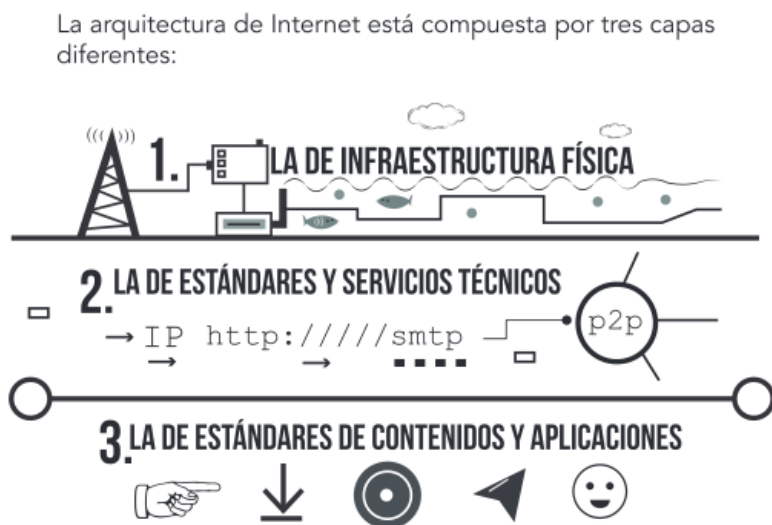 La arquitectura de Internet está compuesta por tres capas
diferentes:
1. LA DE INFRAESTRUCTURA FÍSICA
2. LA DE ESTÁNDARES Y SERVICIOS TÉCNICOS
IP http://///smtp
p2p
3. LA DE ESTÁNDARES DE CONTENIDOS Y APLICACIONES